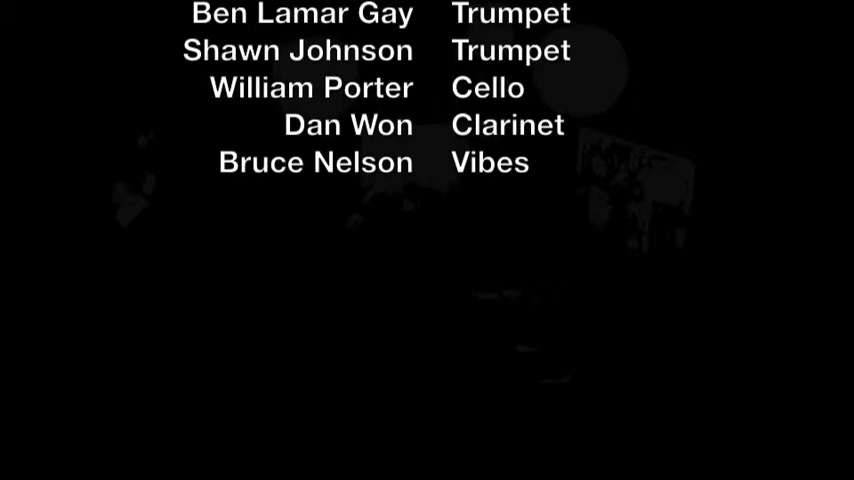 Ben Lamar Gay Trumpet
Shawn Johnson Trumpet
William Porter Cello
Dan Won Clarinet
Bruce Nelson Vibes